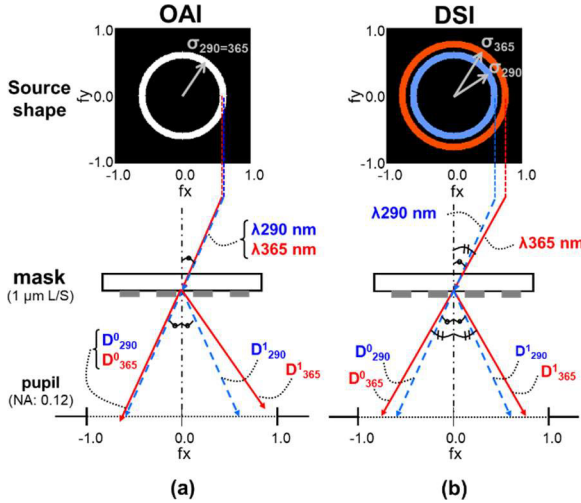 OAI
DSI
Source
shape
1.0
fy
0.0
-1.0
σ290=365
-1.0
0.0
1.0
fx
1.0
fy
0.0
-1.0
σ365
σ290
-1.0
0.0
1.0
fx
λ290 nm
λ365 nm
λ290 nm
λ365 nm
mask
(1 µm L/S)
D⁰290
D⁰365
D¹290
D¹365
D⁰290
D⁰365
D¹290
D¹365
pupil
(NA: 0.12)
-1.0
0.0
1.0
fx
-1.0
0.0
1.0
fx
(a)
(b)